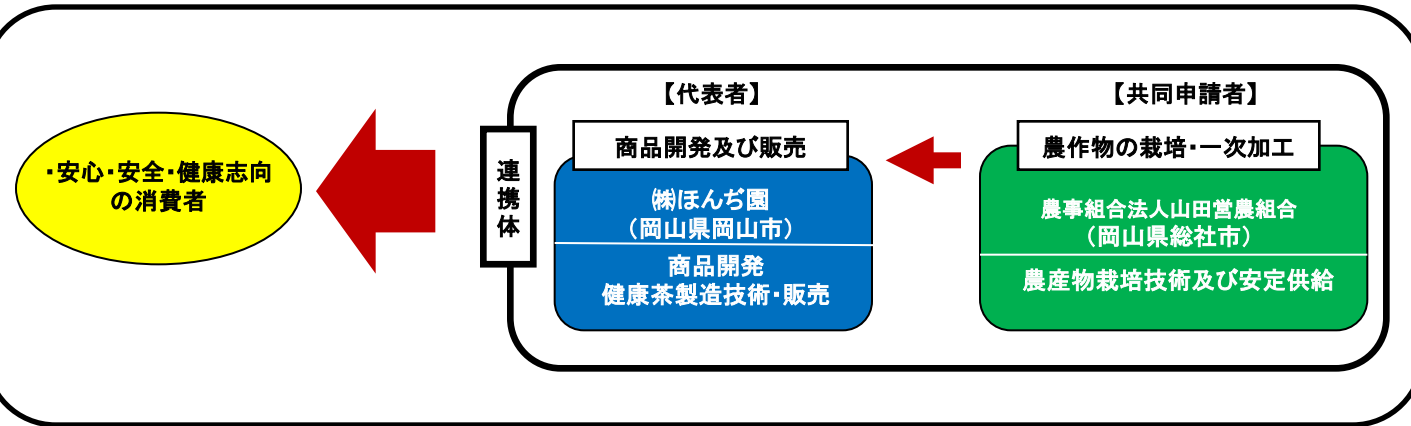 ・安心・安全・健康志向
の消費者
連携体
【代表者】
商品開発及び販売
㈱ほんぢ園
（岡山県岡山市）
商品開発
健康茶製造技術・販売
【共同申請者】
農作物の栽培・一次加工
農事組合法人山田営農組合
（岡山県総社市）
農産物栽培技術及び安定供給